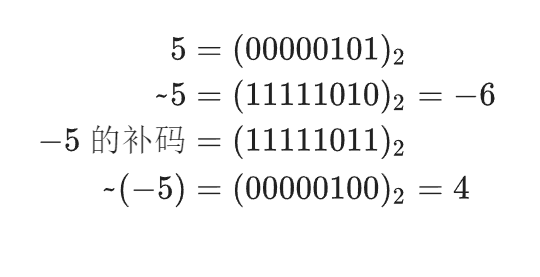 5 = (00000101)₂
~5 = (11111010)₂ = −6
−5 的补码 = (11111011)₂
~(−5) = (00000100)₂ = 4